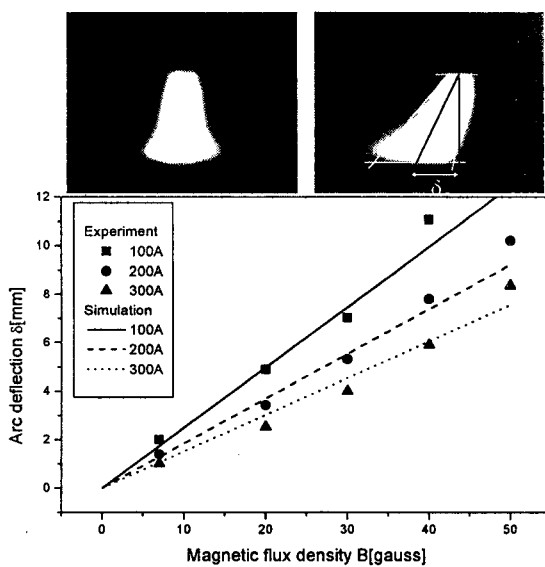 δ
12
10
8
6
4
2
0
Arc deflection δ[mm]
Experiment
100A
200A
300A
Simulation
100A
200A
300A
0 10 20 30 40 50
Magnetic flux density B[gauss]